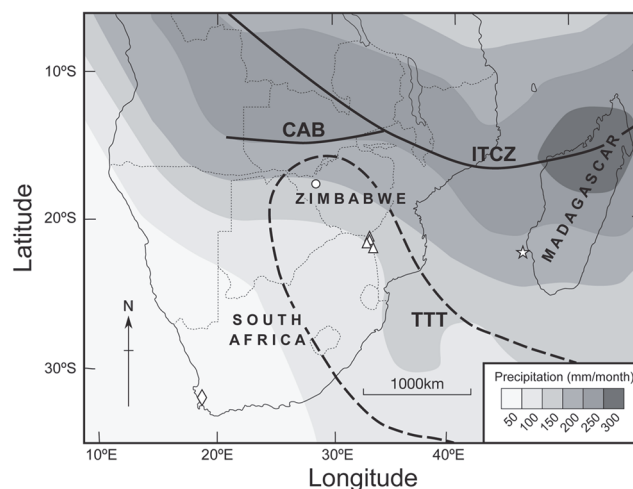 10ºS
20ºS
30ºS
Latitude
CAB
ITCZ
ZIMBABWE
MADAGASCAR
SOUTH
AFRICA
TTT
N
1000km
Precipitation (mm/month)
50
100
150
200
250
300
10ºE
20ºE
30ºE
40ºE
Longitude